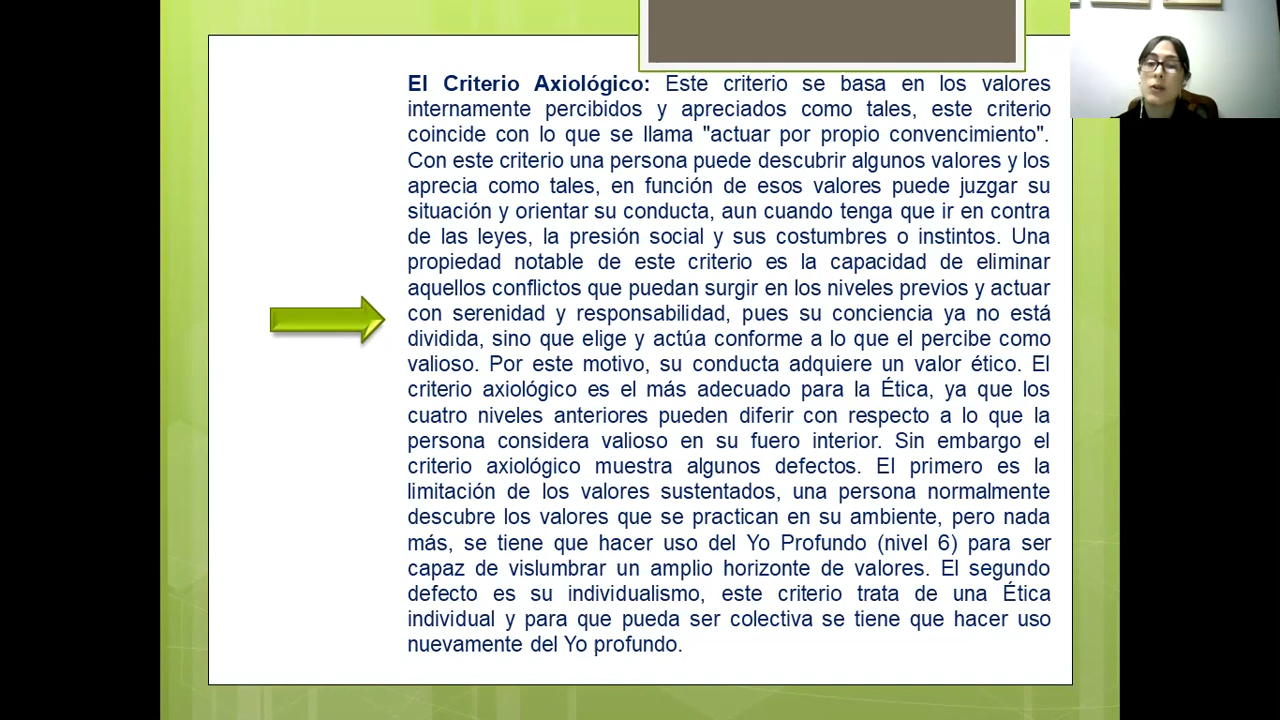 El Criterio Axiológico: Este criterio se basa en los valores
internamente percibidos y apreciados como tales, este criterio
coincide con lo que se llama "actuar por propio convencimiento".
Con este criterio una persona puede descubrir algunos valores y los
aprecia como tales, en función de esos valores puede juzgar su
situación y orientar su conducta, aun cuando tenga que ir en contra
de las leyes, la presión social y sus costumbres o instintos. Una
propiedad notable de este criterio es la capacidad de eliminar
aquellos conflictos que puedan surgir en los niveles previos y actuar
con serenidad y responsabilidad, pues su conciencia ya no está
dividida, sino que elige y actúa conforme a lo que el percibe como
valioso. Por este motivo, su conducta adquiere un valor ético. El
criterio axiológico es el más adecuado para la Ética, ya que los
cuatro niveles anteriores pueden diferir con respecto a lo que la
persona considera valioso en su fuero interior. Sin embargo el
criterio axiológico muestra algunos defectos. El primero es la
limitación de los valores sustentados, una persona normalmente
descubre los valores que se practican en su ambiente, pero nada
más, se tiene que hacer uso del Yo Profundo (nivel 6) para ser
capaz de vislumbrar un amplio horizonte de valores. El segundo
defecto es su individualismo, este criterio trata de una Ética
individual y para que pueda ser colectiva se tiene que hacer uso
nuevamente del Yo profundo.